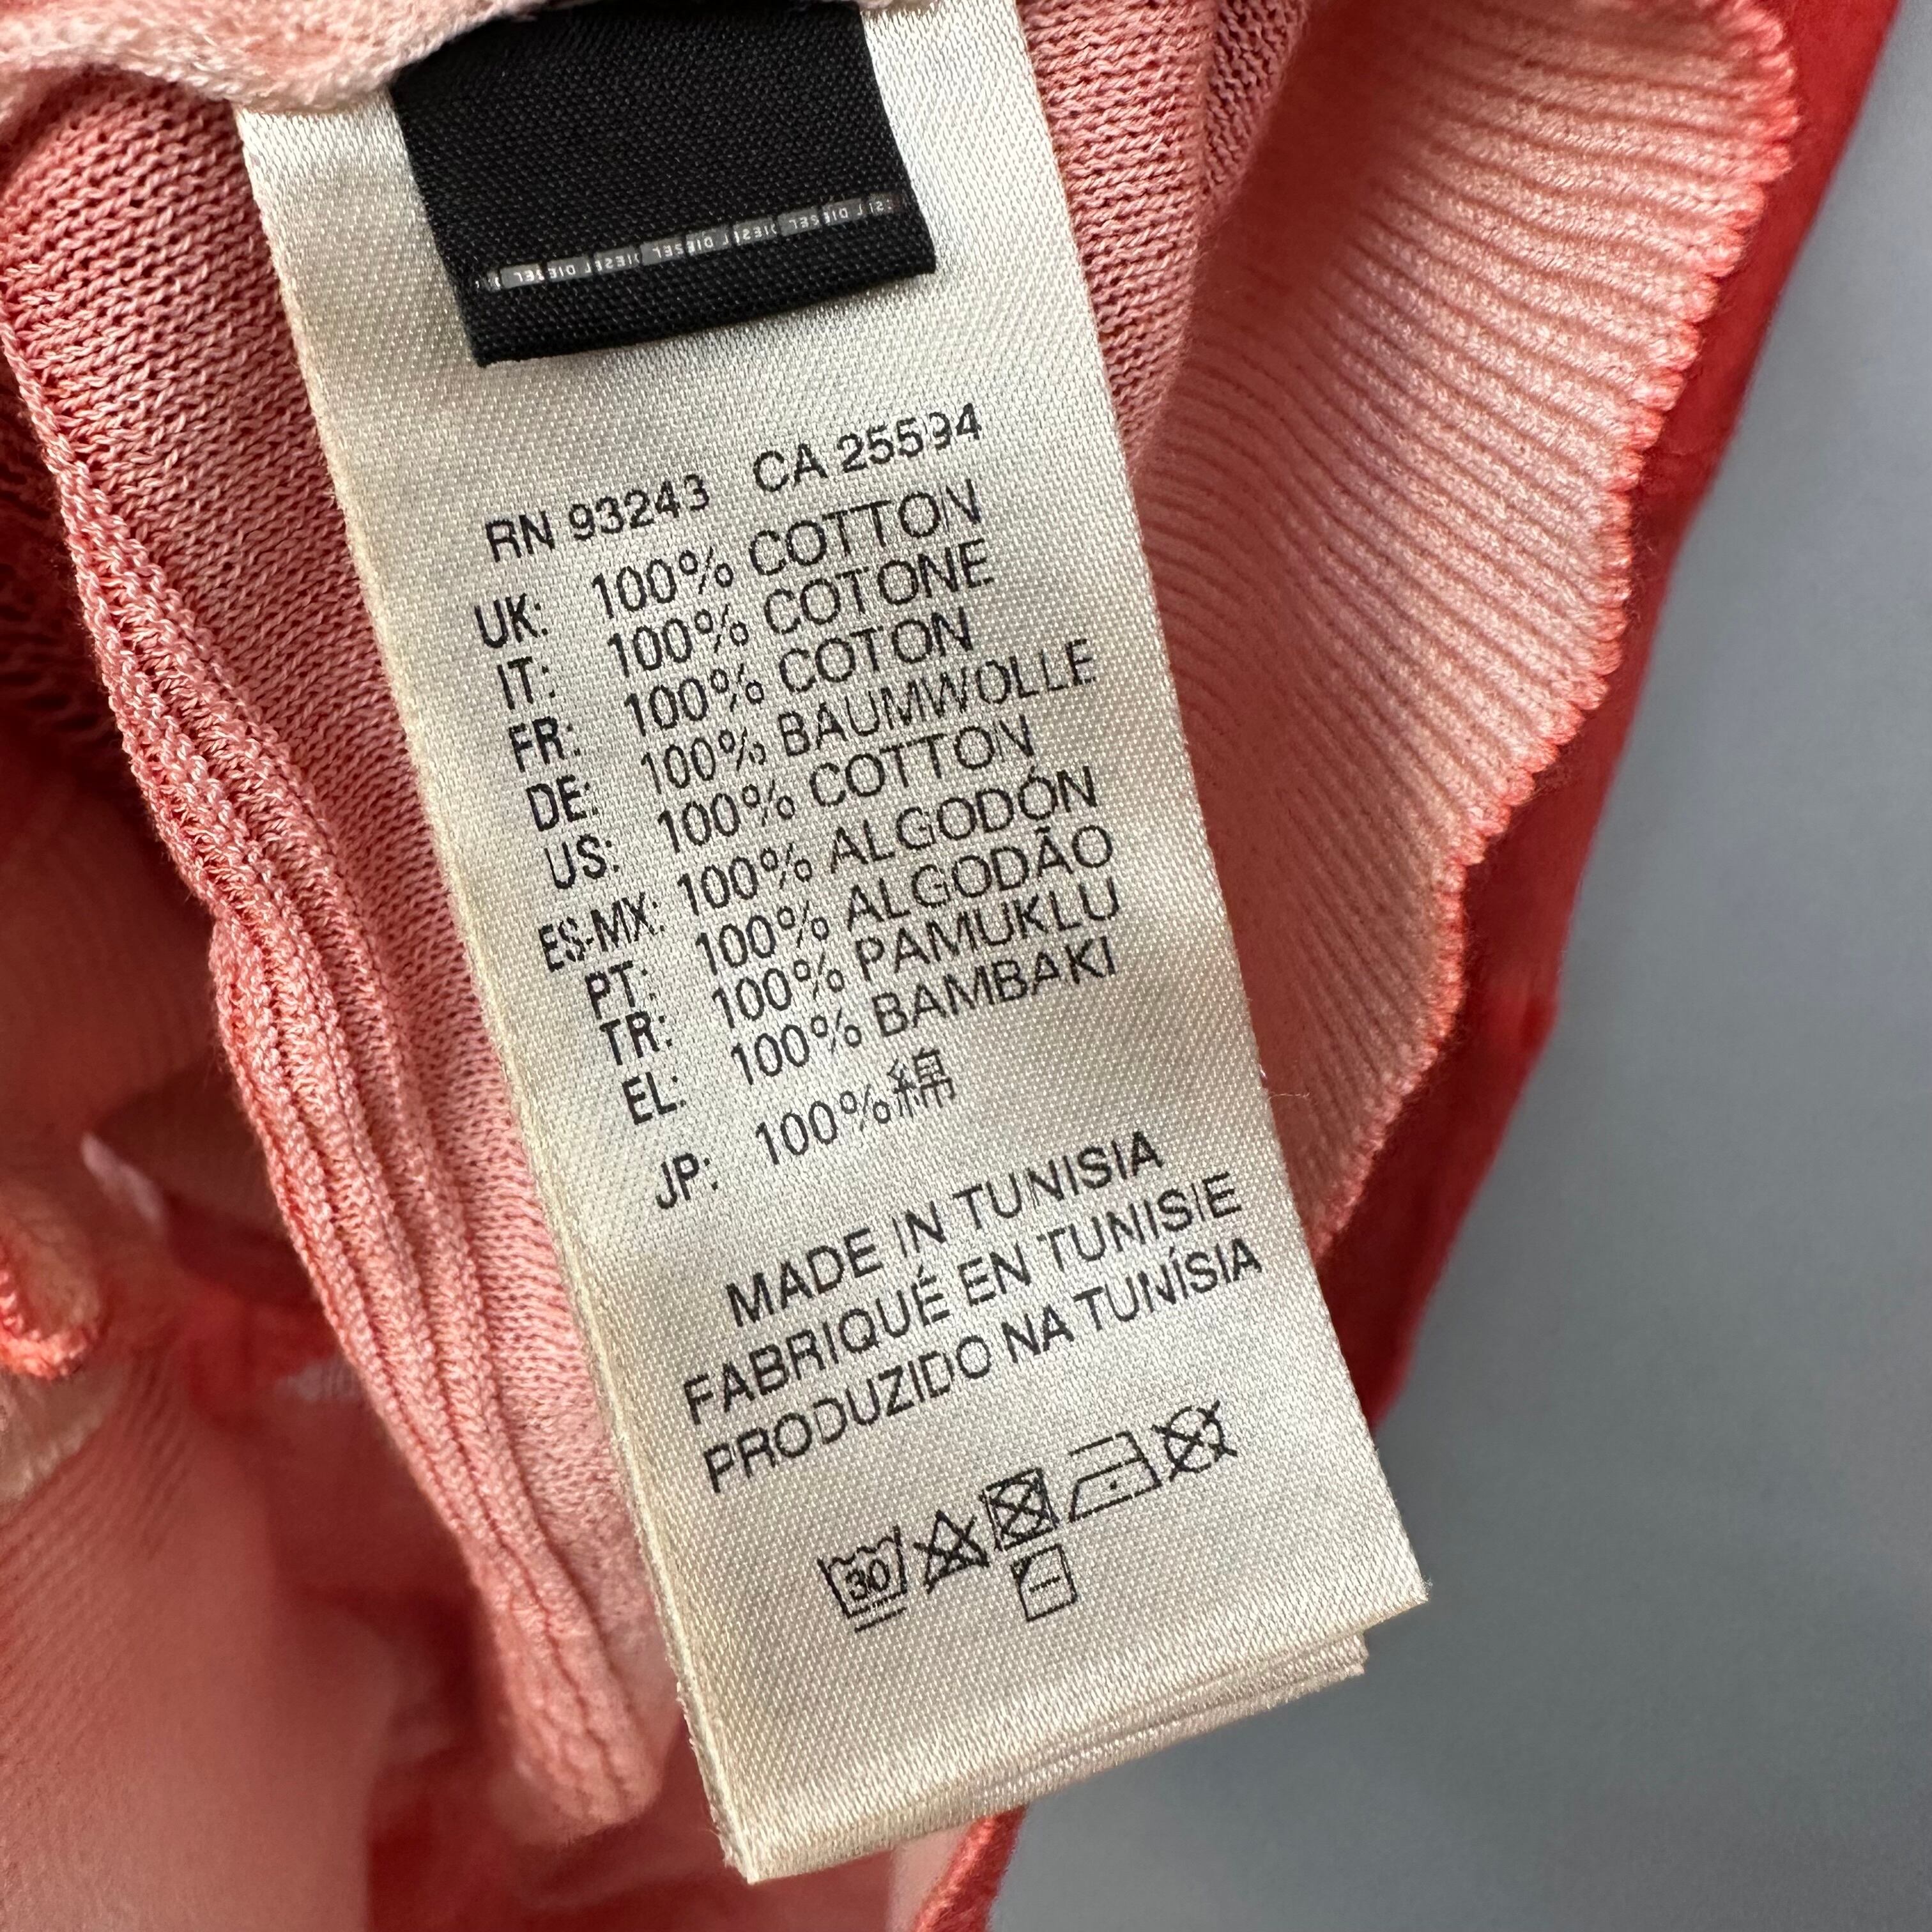 DIESEL DIESEL DIESEL DIESEL DIESEL
RN 93243 CA 25594
UK: 100% COTTON
IT: 100% COTONE
FR: 100% COTON
DE: 100% BAUMWOLLE
US: 100% COTTON
ES-MX: 100% ALGODÓN
PT: 100% ALGODÃO
TR: 100% PAMUKLU
EL: 100% BAMBAKI
JP: 100%綿
MADE IN TUNISIA
FABRIQUÉ EN TUNISIE
PRODUZIDO NA TUNÍSIA
30